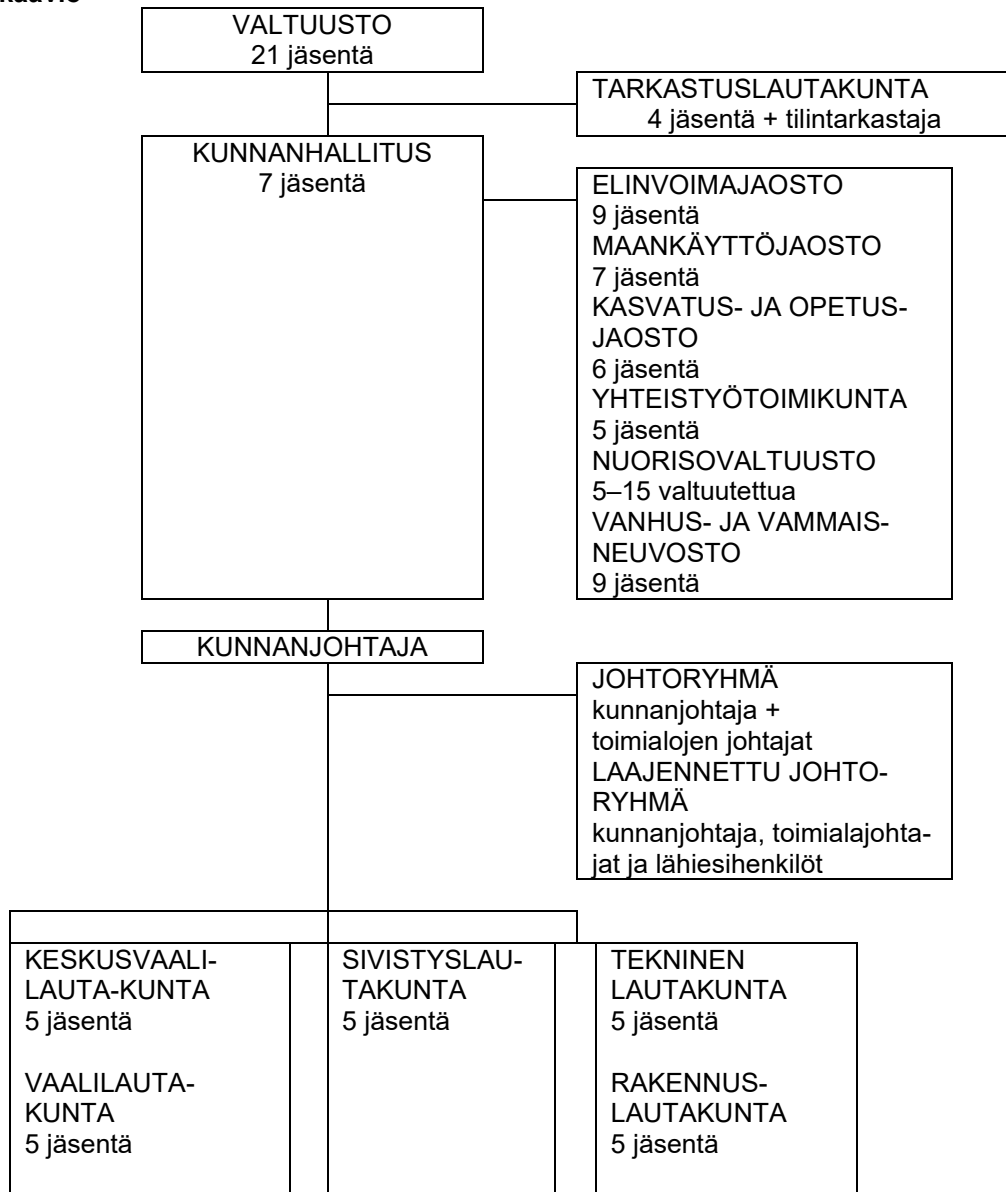 VALTUUSTO
21 jäsentä
TARKASTUSLAUTAKUNTA
4 jäsentä + tilintarkastaja
KUNNANHALLITUS
7 jäsentä
ELINVOIMAJAOSTO
9 jäsentä
MAANKÄYTTÖJAOSTO
7 jäsentä
KASVATUS- JA OPETUS-
JAOSTO
6 jäsentä
YHTEISTYÖTOIMIKUNTA
5 jäsentä
NUORISOVALTUUSTO
5–15 valtuutettua
VANHUS- JA VAMMAIS-
NEUVOSTO
9 jäsentä
KUNNANJOHTAJA
JOHTORYHMÄ
kunnanjohtaja +
toimialojen johtajat
LAAJENNETTU JOHTO-
RYHMÄ
kunnanjohtaja, toimialajohta-
jat ja lähiesihenkilöt
KESKUSVAALI-
LAUTA-KUNTA
5 jäsentä
VAALILAUTA-
KUNTA
5 jäsentä
SIVISTYSLAU-
TAKUNTA
5 jäsentä
TEKNINEN
LAUTAKUNTA
5 jäsentä
RAKENNUS-
LAUTAKUNTA
5 jäsentä